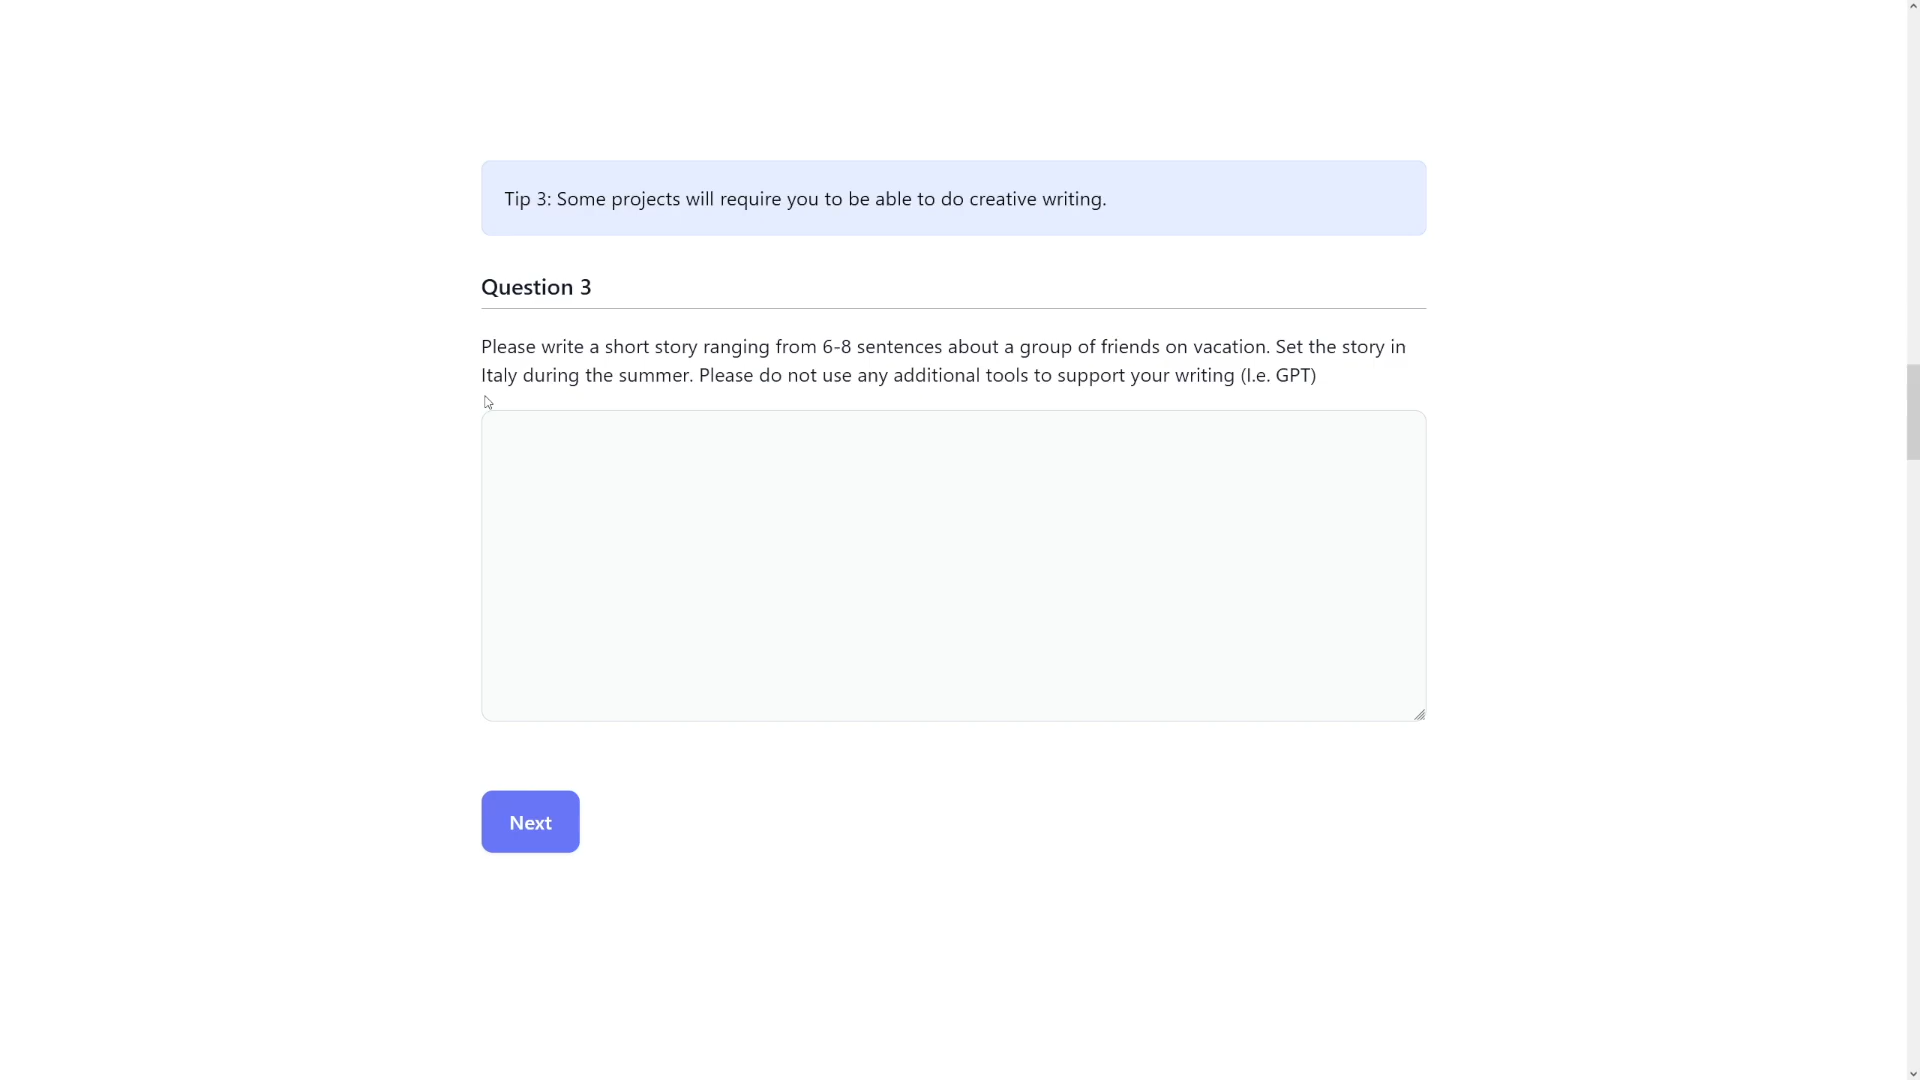 Tip 3: Some projects will require you to be able to do creative writing.
Question 3
Please write a short story ranging from 6-8 sentences about a group of friends on vacation. Set the story in
Italy during the summer. Please do not use any additional tools to support your writing (I.e. GPT)
Next